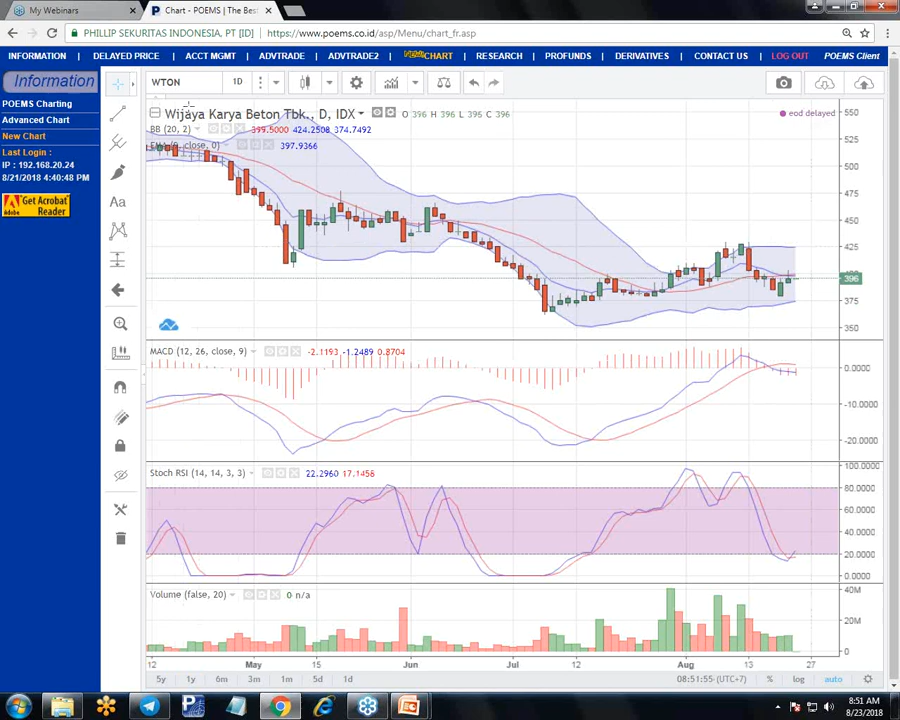 My Webinars
Chart - POEMS | The Bes
PHILLIP SEKURITAS INDONESIA, PT [ID]
https://www.poems.co.id/asp/Menu/chart_fr.asp
INFORMATION DELAYED PRICE ACCT MGMT ADVTRADE ADVTRADE2 CHART RESEARCH PROFUNDS DERIVATIVES CONTACT US LOG OUT POEMS Client
Information
POEMS Charting
Advanced Chart
New Chart
Last Login :
IP : 192.168.20.24
8/21/2018 4:40:48 PM
Get Acrobat
Reader
Adobe
WTON 1D
Aa
Wijaya Karya Beton Tbk., D, IDX
O 396 H 396 L 396 C 396
eod delayed
BB (20, 2) 399.5000 424.2508 374.7492
EMA (9, close, 0) 397.9366
550
525
500
475
450
425
400
396
375
350
MACD (12, 26, close, 9) -2.1193 -1.2489 0.8704
0.0000
-10.0000
-20.0000
Stoch RSI (14, 14, 3, 3) 22.2960 17.1456
100.0000
80.0000
60.0000
40.0000
20.0000
0.0000
Volume (false, 20) 0 n/a
40M
20M
0
12 May 15 Jun Jul 12 Aug 13 27
5y 1y 6m 3m 1m 5d 1d
08:51:55 (UTC+7) % log auto
8:51 AM
8/23/2018